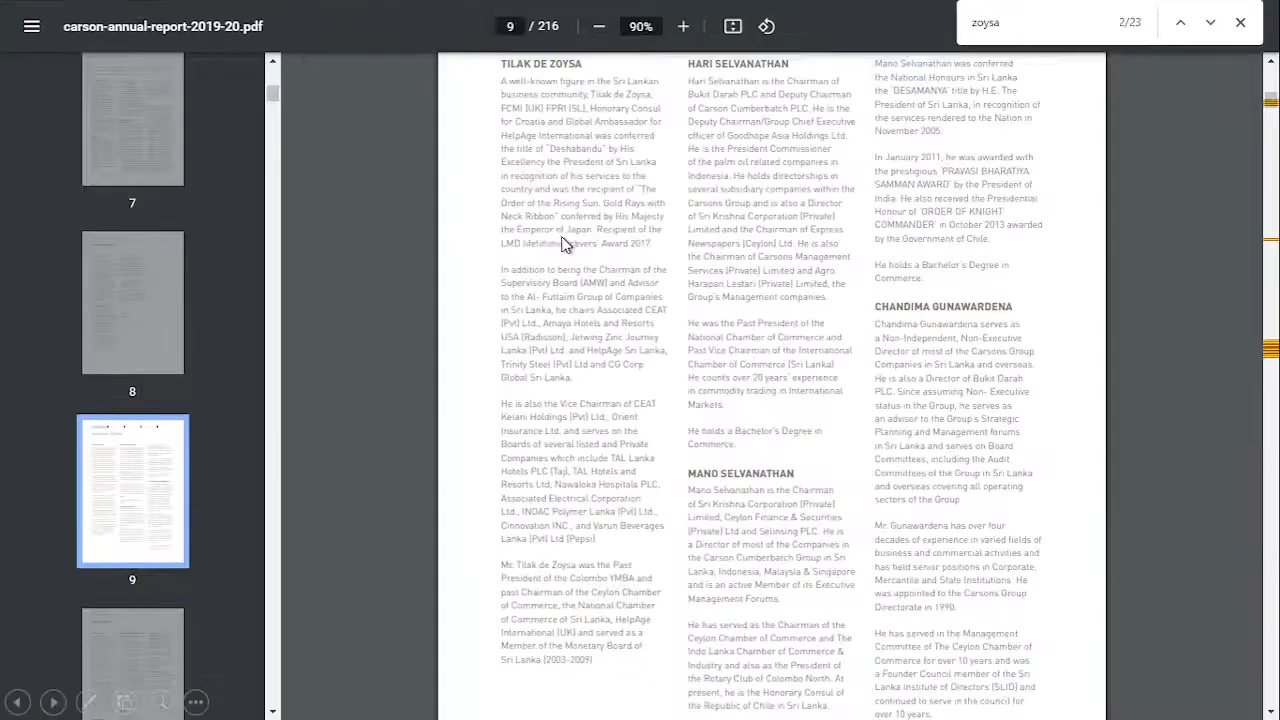 carson-annual-report-2019-20.pdf
9 / 216
90%
zoysa
2/23
7
8
9
TILAK DE ZOYSA
A well-known figure in the Sri Lankan
business community, Tilak de Zoysa,
FCMI (UK) FPRI (SL), Honorary Consul
for Croatia and Global Ambassador for
HelpAge International was conferred
the title of "Deshabandu" by His
Excellency the President of Sri Lanka
in recognition of his services to the
country and was the recipient of "The
Order of the Rising Sun. Gold Rays with
Neck Ribbon" conferred by His Majesty
the Emperor of Japan. Recipient of the
LMD Award 2017.
In addition to being the Chairman of the
Supervisory Board (AMW) and Advisor
to the Al- Futtaim Group of Companies
in Sri Lanka, he chairs Associated CEAT
(Pvt) Ltd., Amaya Hotels and Resorts
USA (Radisson), Jetwing Zinc Journey
Lanka (Pvt) Ltd. and HelpAge Sri Lanka,
Trinity Steel (Pvt) Ltd and CG Corp
Global Sri Lanka.
He is also the Vice Chairman of CEAT
Kelani Holdings (Pvt) Ltd., Orient
Insurance Ltd, and serves on the
Boards of several listed and Private
Companies which include TAL Lanka
Hotels PLC (Taj), TAL Hotels and
Resorts Ltd, Nawaloka Hospitals PLC,
Associated Electrical Corporation
Ltd., INOAC Polymer Lanka (Pvt) Ltd.,
Cinnovation INC., and Varun Beverages
Lanka (Pvt) Ltd (Pepsi)
Mr. Tilak de Zoysa was the Past
President of the Colombo YMBA and
past Chairman of the Ceylon Chamber
of Commerce, the National Chamber
of Commerce of Sri Lanka, HelpAge
International (UK) and served as a
Member of the Monetary Board of
Sri Lanka (2003-2009)
HARI SELVANATHAN
Hari Selvanathan is the Chairman of
Bukit Darah PLC and Deputy Chairman
of Carson Cumberbatch PLC. He is the
Deputy Chairman/Group Chief Executive
officer of Goodhope Asia Holdings Ltd.
He is the President Commissioner
of the palm oil related companies in
Indonesia. He holds directorships in
several subsidiary companies within the
Carsons Group and is also a Director
of Sri Krishna Corporation (Private)
Limited and the Chairman of Express
Newspapers (Ceylon) Ltd. He is also
the Chairman of Carsons Management
Services (Private) Limited and Agro
Harapan Lestari (Private) Limited, the
Group's Management companies.
He was the Past President of the
National Chamber of Commerce and
Past Vice Chairman of the International
Chamber of Commerce (Sri Lanka)
He counts over 20 years' experience
in commodity trading in International
Markets.
He holds a Bachelor's Degree in
Commerce.
MANO SELVANATHAN
Mano Selvanathan is the Chairman
of Sri Krishna Corporation (Private)
Limited, Ceylon Finance & Securities
(Private) Ltd and Selinsing PLC. He is
a Director of most of the Companies in
the Carson Cumberbatch Group in Sri
Lanka, Indonesia, Malaysia & Singapore
and is an active Member of its Executive
Management Forums.
He has served as the Chairman of the
Ceylon Chamber of Commerce and The
Indo Lanka Chamber of Commerce &
Industry and also as the President of
the Rotary Club of Colombo North. At
present, he is the Honorary Consul of
the Republic of Chile in Sri Lanka.
Mano Selvanathan was conferred
the National Honours in Sri Lanka
the 'DESAMANYA' title by H.E. The
President of Sri Lanka, in recognition of
the services rendered to the Nation in
November 2005.
In January 2011, he was awarded with
the prestigious 'PRAVASI BHARATIYA
SAMMAN AWARD' by the President of
India. He also received the Presidential
Honour of 'ORDER OF KNIGHT
COMMANDER' in October 2013 awarded
by the Government of Chile.
He holds a Bachelor's Degree in
Commerce.
CHANDIMA GUNAWARDENA
Chandima Gunawardena serves as
a Non-Independent, Non-Executive
Director of most of the Carsons Group
Companies in Sri Lanka and overseas.
He is also a Director of Bukit Darah
PLC. Since assuming Non- Executive
status in the Group, he serves as
an advisor to the Group's Strategic
Planning and Management forums
in Sri Lanka and serves on Board
Committees, including the Audit
Committees of the Group in Sri Lanka
and overseas covering all operating
sectors of the Group
Mr. Gunawardena has over four
decades of experience in varied fields of
business and commercial activities and
has held senior positions in Corporate,
Mercantile and State Institutions. He
was appointed to the Carsons Group
Directorate in 1990.
He has served in the Management
Committee of The Ceylon Chamber of
Commerce for over 10 years and was
a Founder Council member of the Sri
Lanka Institute of Directors (SLID) and
continued to serve in the council for
over 10 years.